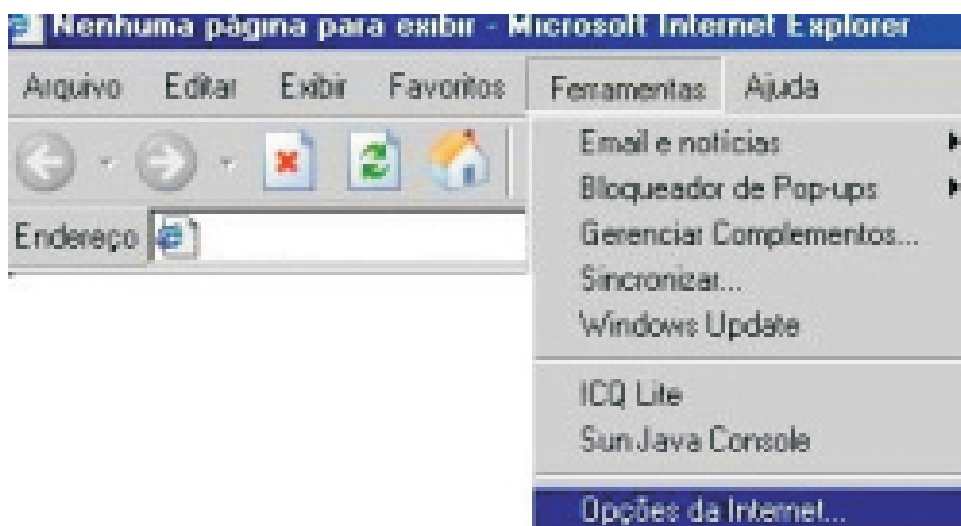 Nenhuma página para exibir - Microsoft Internet Explorer
Arquivo Editar Exibir Favoritos Ferramentas Ajuda
Email e notícias
Bloqueador de Pop-ups
Endereço
Gerenciar Complementos...
Sincronizar...
Windows Update
ICQ Lite
Sun Java Console
Opções da Internet...